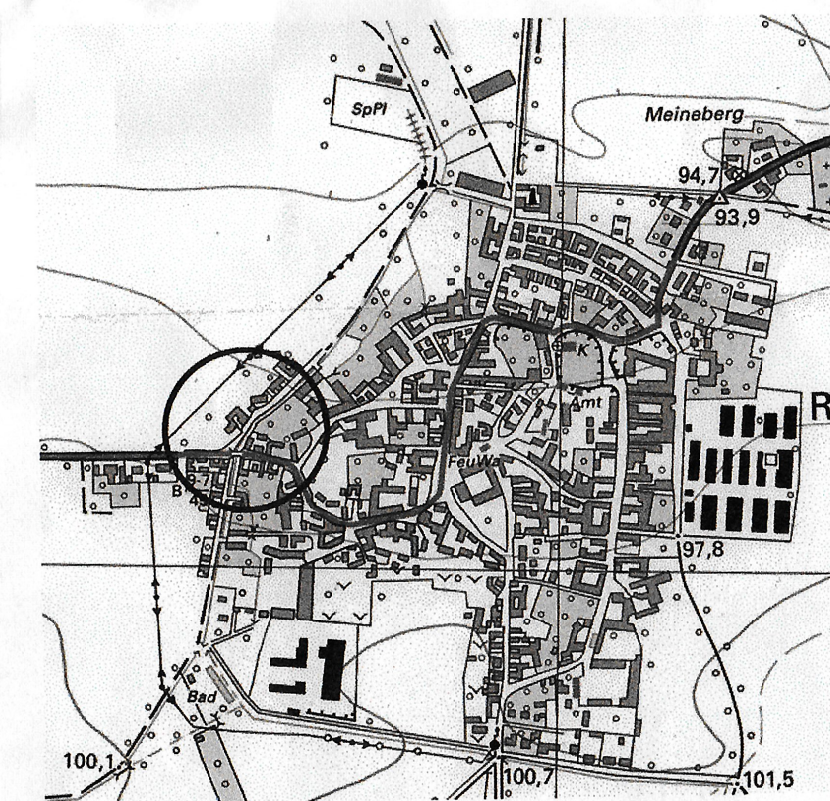 SpPl
Meineberg
94,7
93,9
K
Amt
R
FeuWa
97,8
Bad
100,1
100,7
101,5